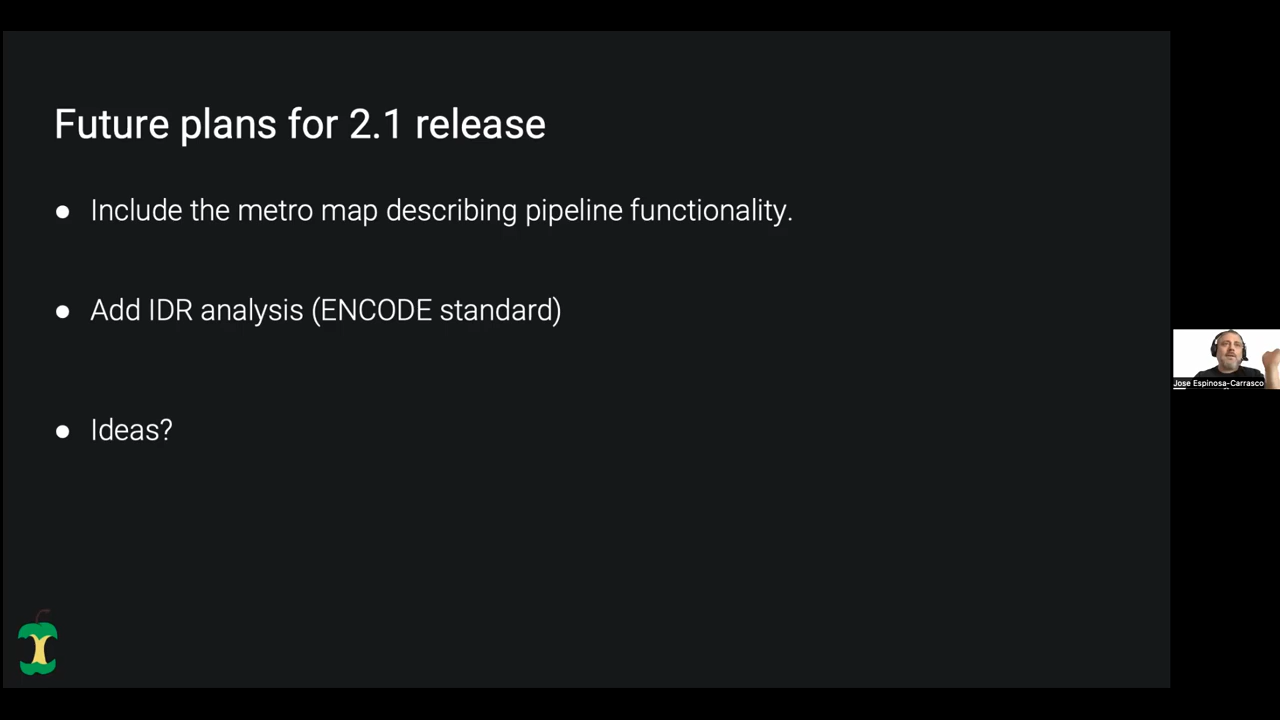 Future plans for 2.1 release
● Include the metro map describing pipeline functionality.
● Add IDR analysis (ENCODE standard)
● Ideas?
Jose Espinosa-Carrasco